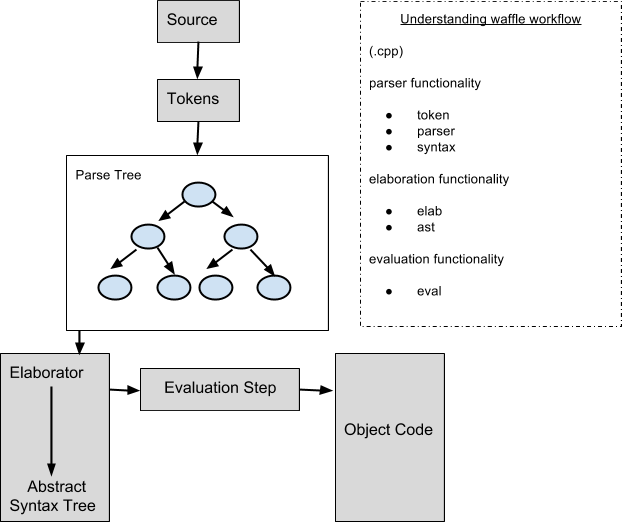 Source
Tokens
Parse Tree
Elaborator
Abstract
Syntax Tree
Evaluation Step
Object Code
Understanding waffle workflow
(.cpp)
parser functionality
● token
● parser
● syntax
elaboration functionality
● elab
● ast
evaluation functionality
● eval